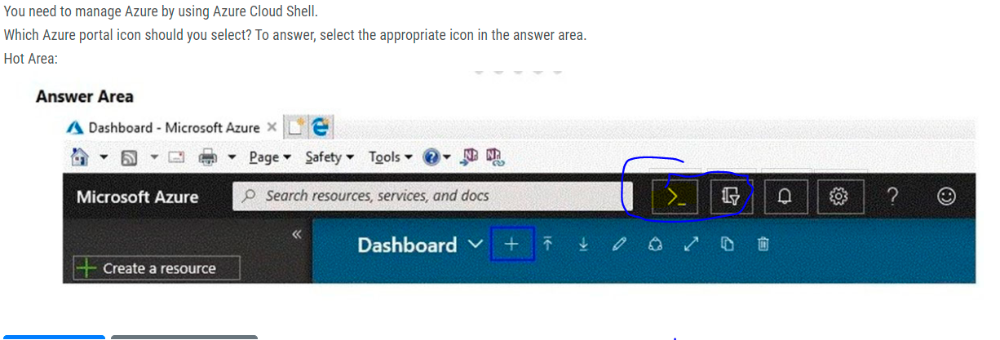 You need to manage Azure by using Azure Cloud Shell.
Which Azure portal icon should you select? To answer, select the appropriate icon in the answer area.
Hot Area:
Answer Area
Dashboard - Microsoft Azure
Page Safety Tools
Microsoft Azure Search resources, services, and docs
Dashboard
Create a resource